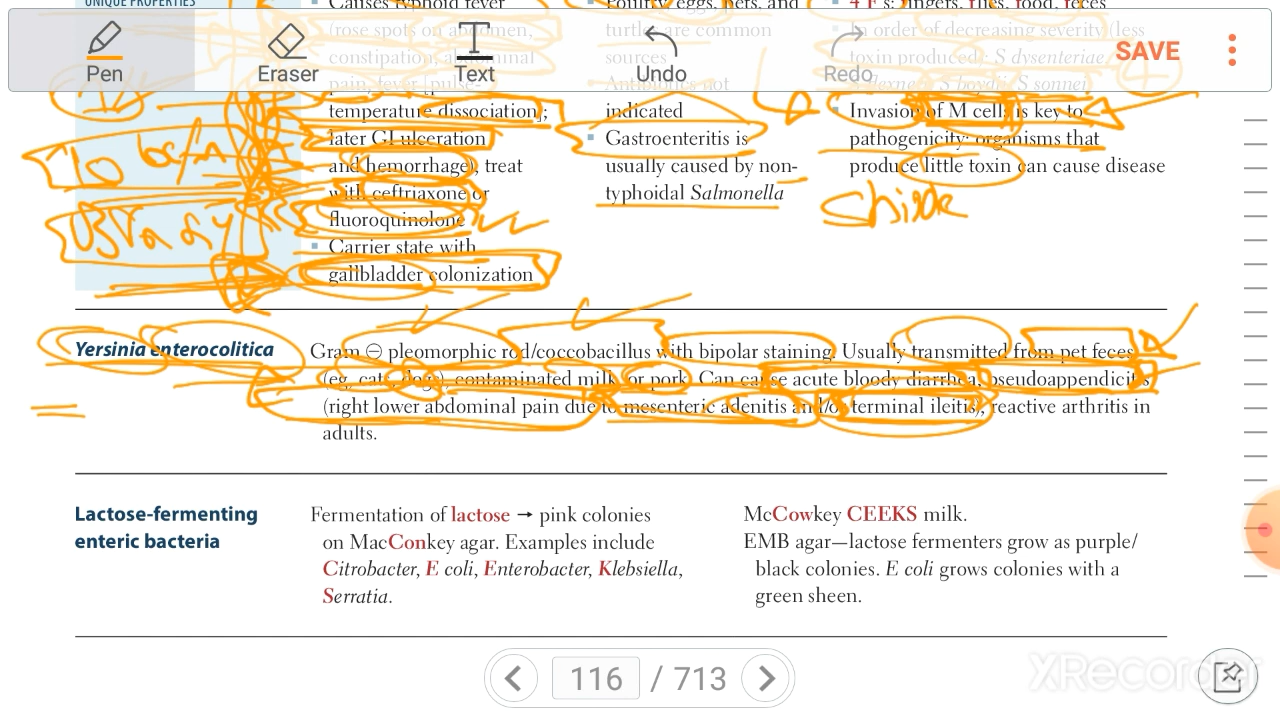 UNIQUE PROPERTIES
Causes typhoid fever
(rose spots on abdomen,
constipation, abdominal
pain, fever [pulse-
temperature dissociation];
later GI ulceration
and hemorrhage); treat
with ceftriaxone or
fluoroquinolone
Carrier state with
gallbladder colonization
Poultry, eggs, pets, and
turtles are common
sources
Antibiotics not
indicated
Gastroenteritis is
usually caused by non-
typhoidal Salmonella
4 F's: fingers, flies, food, feces
In order of decreasing severity (less
toxin produced): S dysenteriae,
S flexneri, S boydii, S sonnei
Invasion of M cells is key to
pathogenicity: organisms that
produce little toxin can cause disease
Pen
Eraser
Text
Undo
Redo
SAVE
Yersinia enterocolitica
Gram ⊖ pleomorphic rod/coccobacillus with bipolar staining. Usually transmitted from pet feces
(eg, cats, dogs), contaminated milk, or pork. Can cause acute bloody diarrhea, pseudoappendicitis
(right lower abdominal pain due to mesenteric adenitis and/or terminal ileitis), reactive arthritis in
adults.
Lactose-fermenting
enteric bacteria
Fermentation of lactose → pink colonies
on MacConkey agar. Examples include
Citrobacter, E coli, Enterobacter, Klebsiella,
Serratia.
McCowkey CEEKS milk.
EMB agar—lactose fermenters grow as purple/
black colonies. E coli grows colonies with a
green sheen.
116 / 713
XRecorder